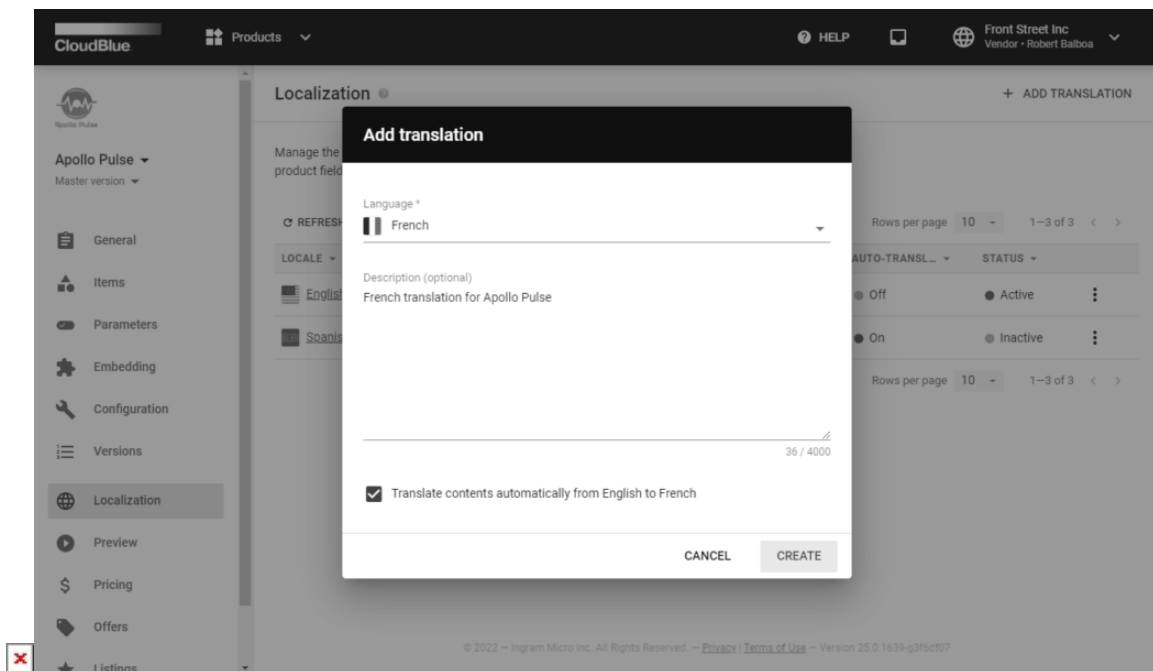 CloudBlue
Products
HELP
Front Street Inc
Vendor • Robert Balboa
Apollo Pulse
Apollo Pulse
Master version
General
Items
Parameters
Embedding
Configuration
Versions
Localization
Preview
Pricing
Offers
Listings
Localization
+ ADD TRANSLATION
Manage the
product field
REFRESH
Rows per page 10 1–3 of 3
LOCALE
AUTO-TRANSL...
STATUS
English
Off
Active
Spanis
On
Inactive
Rows per page 10 1–3 of 3
Add translation
Language *
French
Description (optional)
French translation for Apollo Pulse
36 / 4000
Translate contents automatically from English to French
CANCEL
CREATE
© 2022 – Ingram Micro Inc. All Rights Reserved. – Privacy | Terms of Use – Version 25.0.1639-g3f6df07